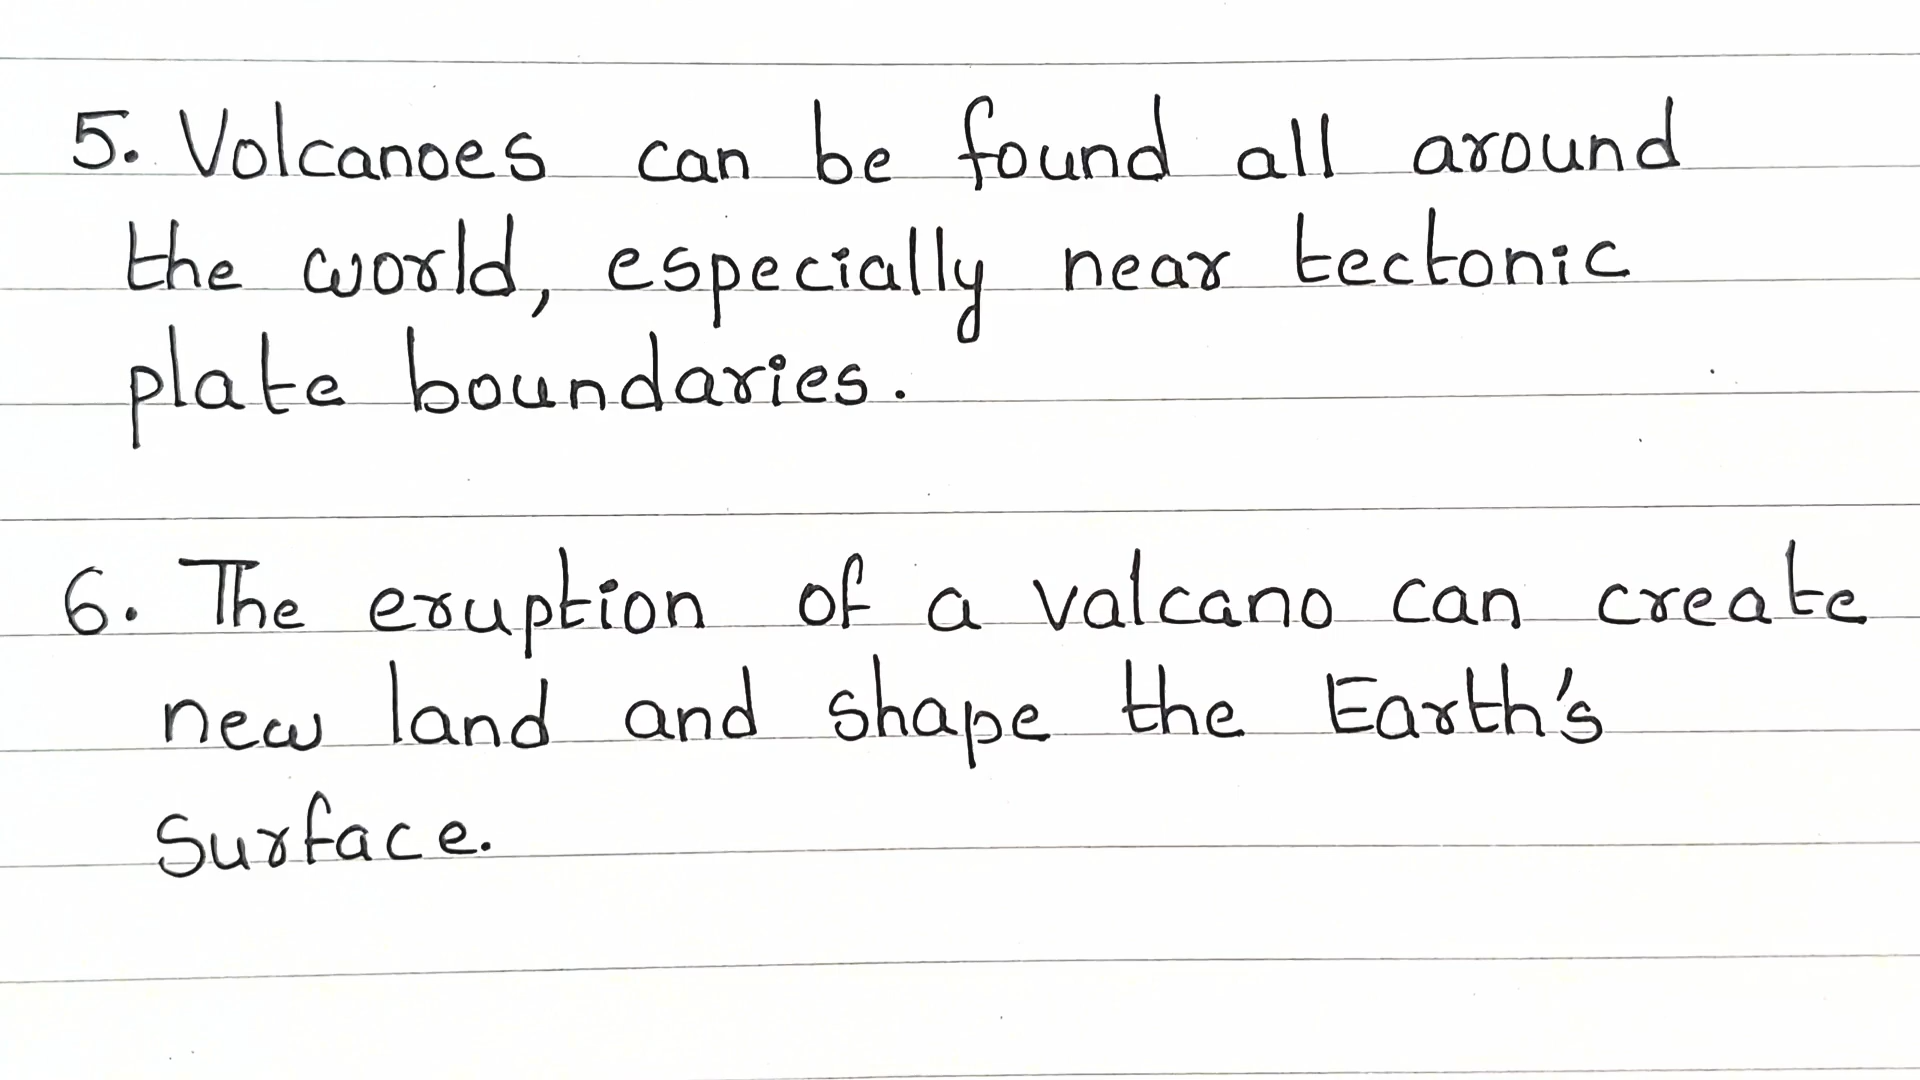 5. Volcanoes can be found all around
the world, especially near tectonic
plate boundaries.
6. The eruption of a valcano can create
new land and shape the Earth's
Surface.